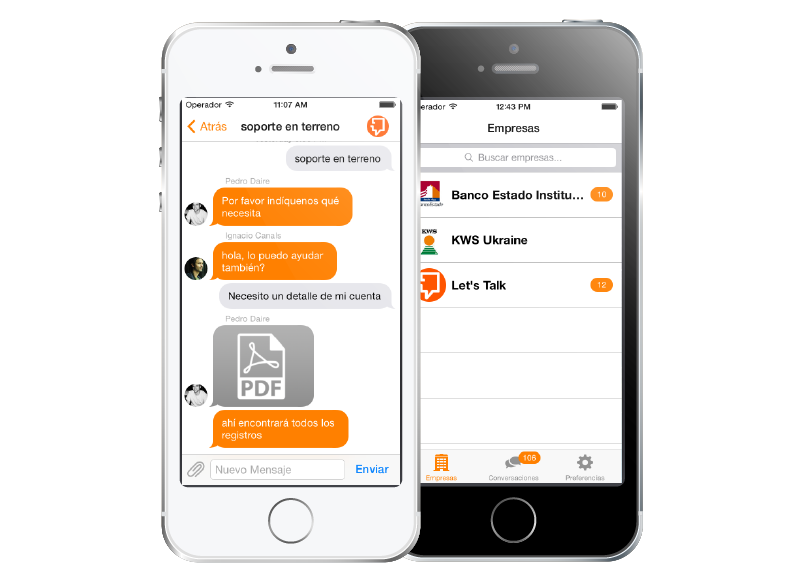 Operador 11:07 AM
Atrás soporte en terreno
soporte en terreno
Pedro Daire
Por favor indíquenos qué
necesita
Ignacio Canals
hola, lo puedo ayudar
también?
Necesito un detalle de mi cuenta
Pedro Daire
PDF
ahí encontrará todos los
registros
Nuevo Mensaje Enviar
erador 12:43 PM
Empresas
Buscar empresas...
Banco Estado Institu... 10
KWS
KWS Ukraine
Let's Talk 12
106
Empresas Conversaciones Preferencias